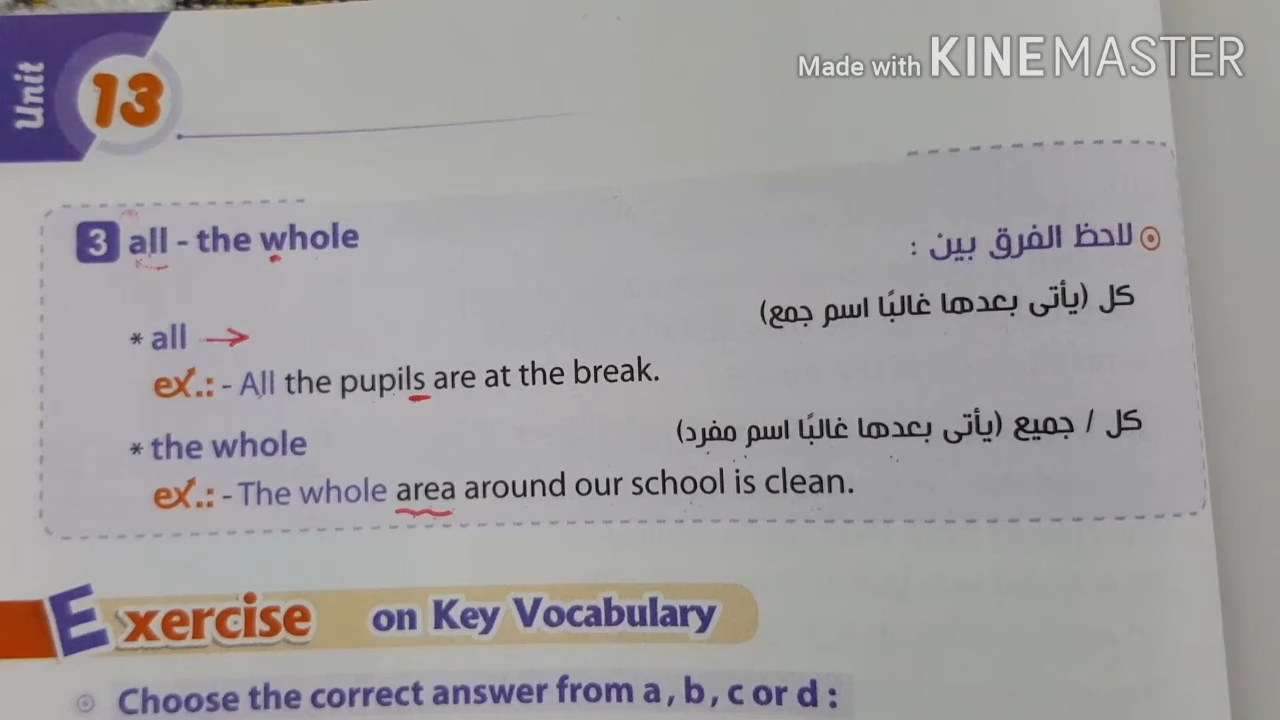 Made with KINEMASTER
Unit 13
3 all - the whole
لاحظ الفرق بين :
* all →
كل (يأتى بعدها غالبًا اسم جمع)
ex.: - All the pupils are at the break.
* the whole
كل / جميع (يأتى بعدها غالبًا اسم مفرد)
ex.: - The whole area around our school is clean.
Exercise on Key Vocabulary
Choose the correct answer from a , b , c or d :